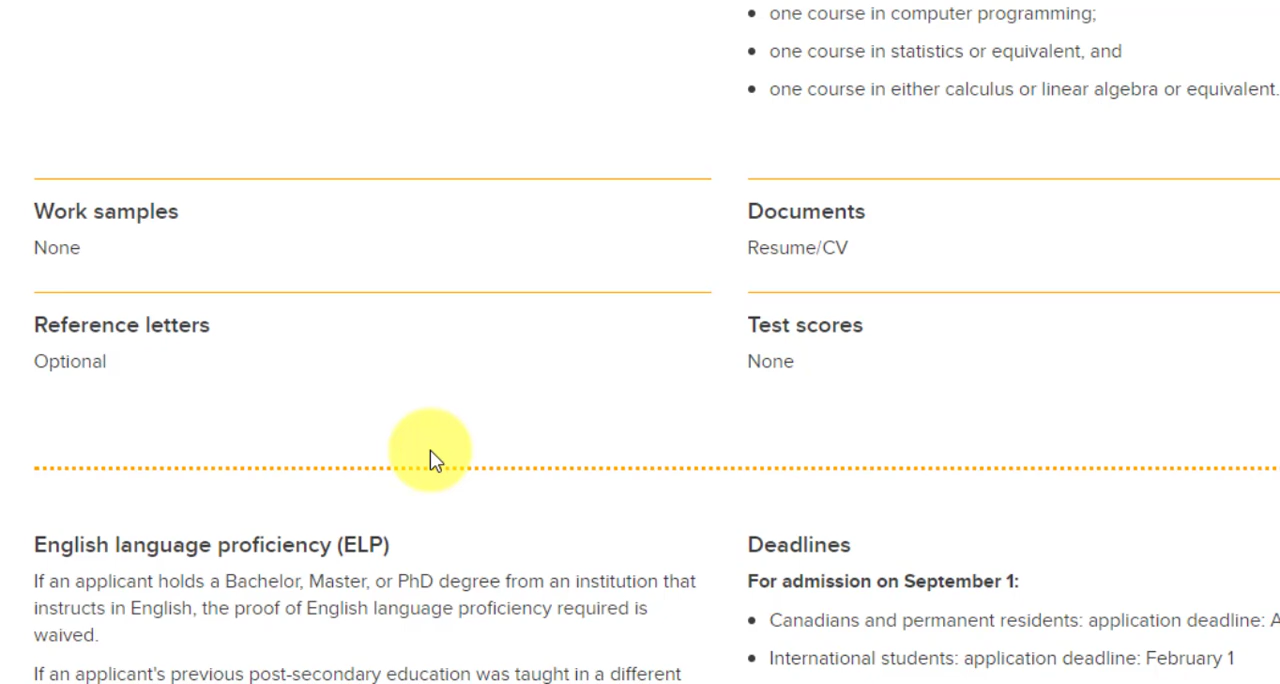 one course in computer programming;
one course in statistics or equivalent, and
one course in either calculus or linear algebra or equivalent.
Work samples
None
Documents
Resume/CV
Reference letters
Optional
Test scores
None
English language proficiency (ELP)
If an applicant holds a Bachelor, Master, or PhD degree from an institution that
instructs in English, the proof of English language proficiency required is
waived.
If an applicant's previous post-secondary education was taught in a different
Deadlines
For admission on September 1:
Canadians and permanent residents: application deadline:
International students: application deadline: February 1